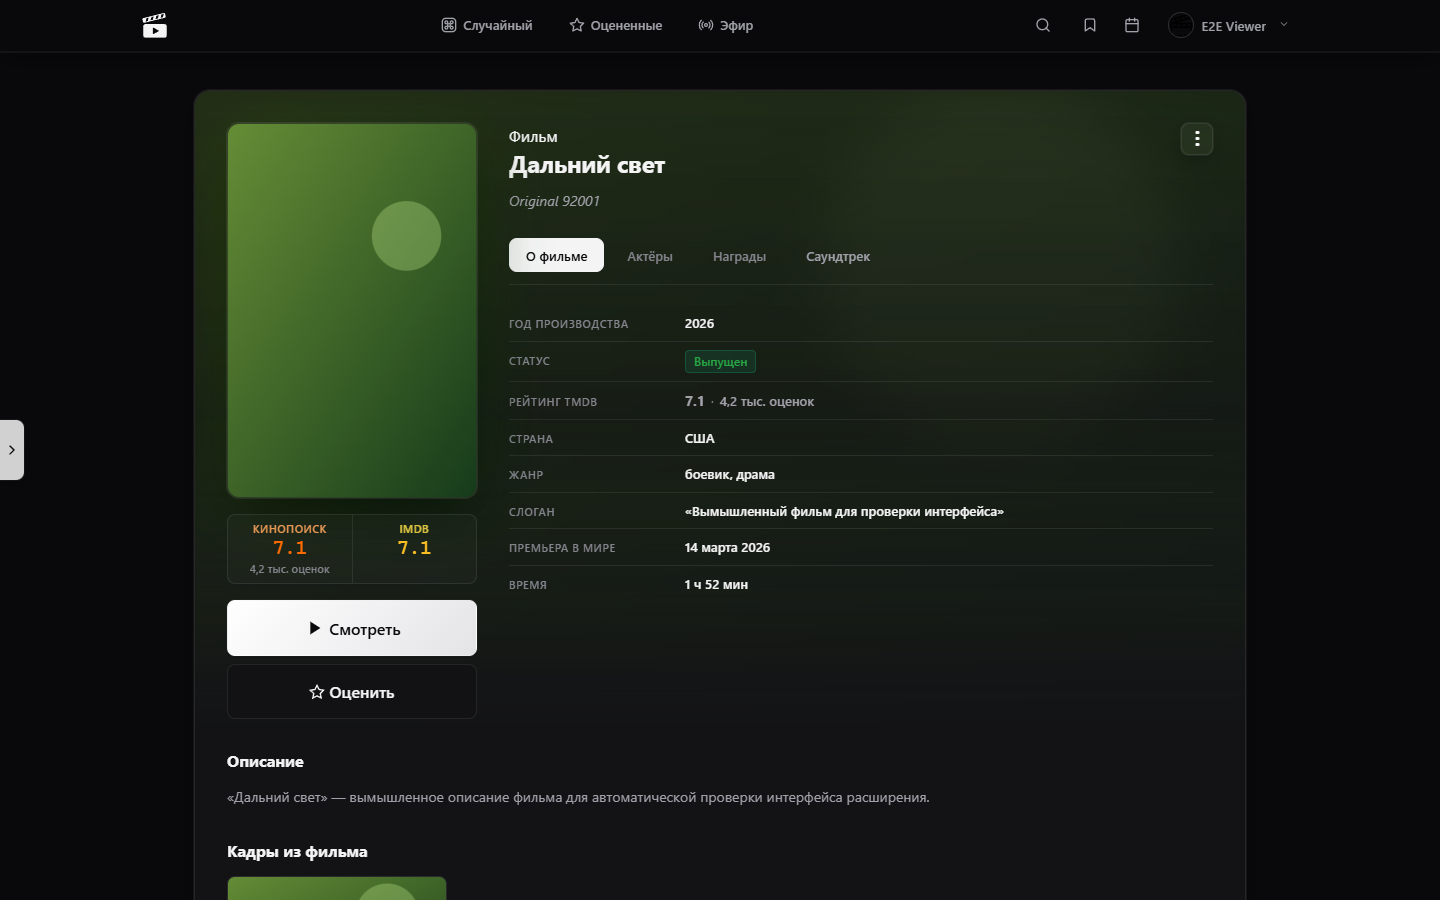 Случайный
Оцененные
Эфир
E2E Viewer
Фильм
Дальний свет
Original 92001
О фильме
Актёры
Награды
Саундтрек
ГОД ПРОИЗВОДСТВА 2026
СТАТУС Выпущен
РЕЙТИНГ TMDB 7.1 · 4,2 тыс. оценок
СТРАНА США
ЖАНР боевик, драма
СЛОГАН «Вымышленный фильм для проверки интерфейса»
ПРЕМЬЕРА В МИРЕ 14 марта 2026
ВРЕМЯ 1 ч 52 мин
КИНОПОИСК
7.1
4,2 тыс. оценок
IMDB
7.1
Смотреть
Оценить
Описание
«Дальний свет» — вымышленное описание фильма для автоматической проверки интерфейса расширения.
Кадры из фильма